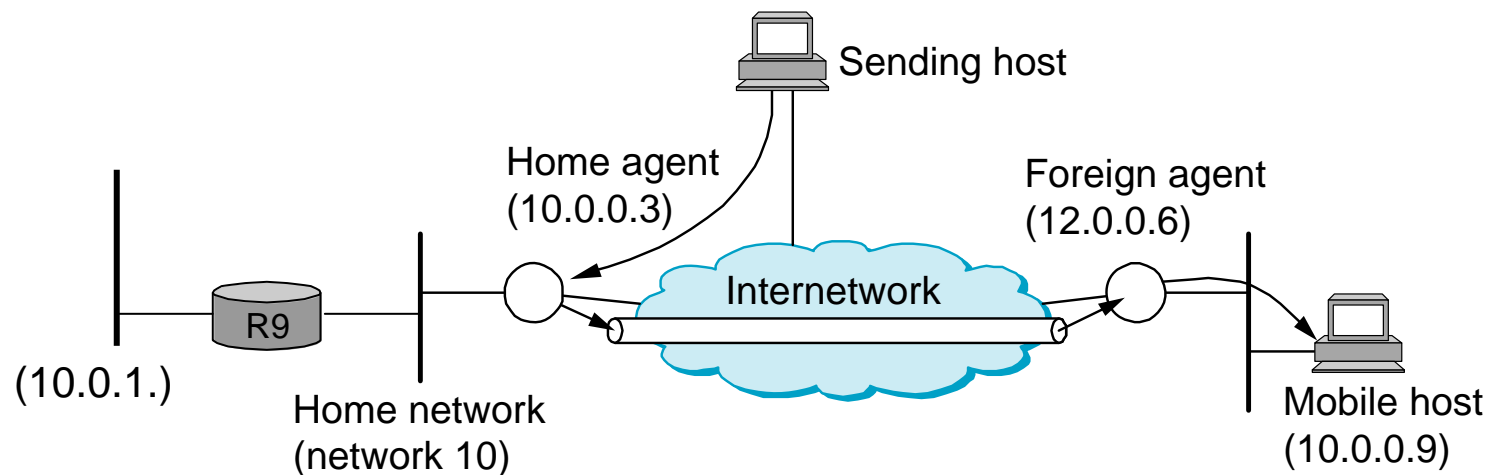 Sending host
Home agent
(10.0.0.3)
Foreign agent
(12.0.0.6)
Internetwork
R9
(10.0.1.)
Home network
(network 10)
Mobile host
(10.0.0.9)